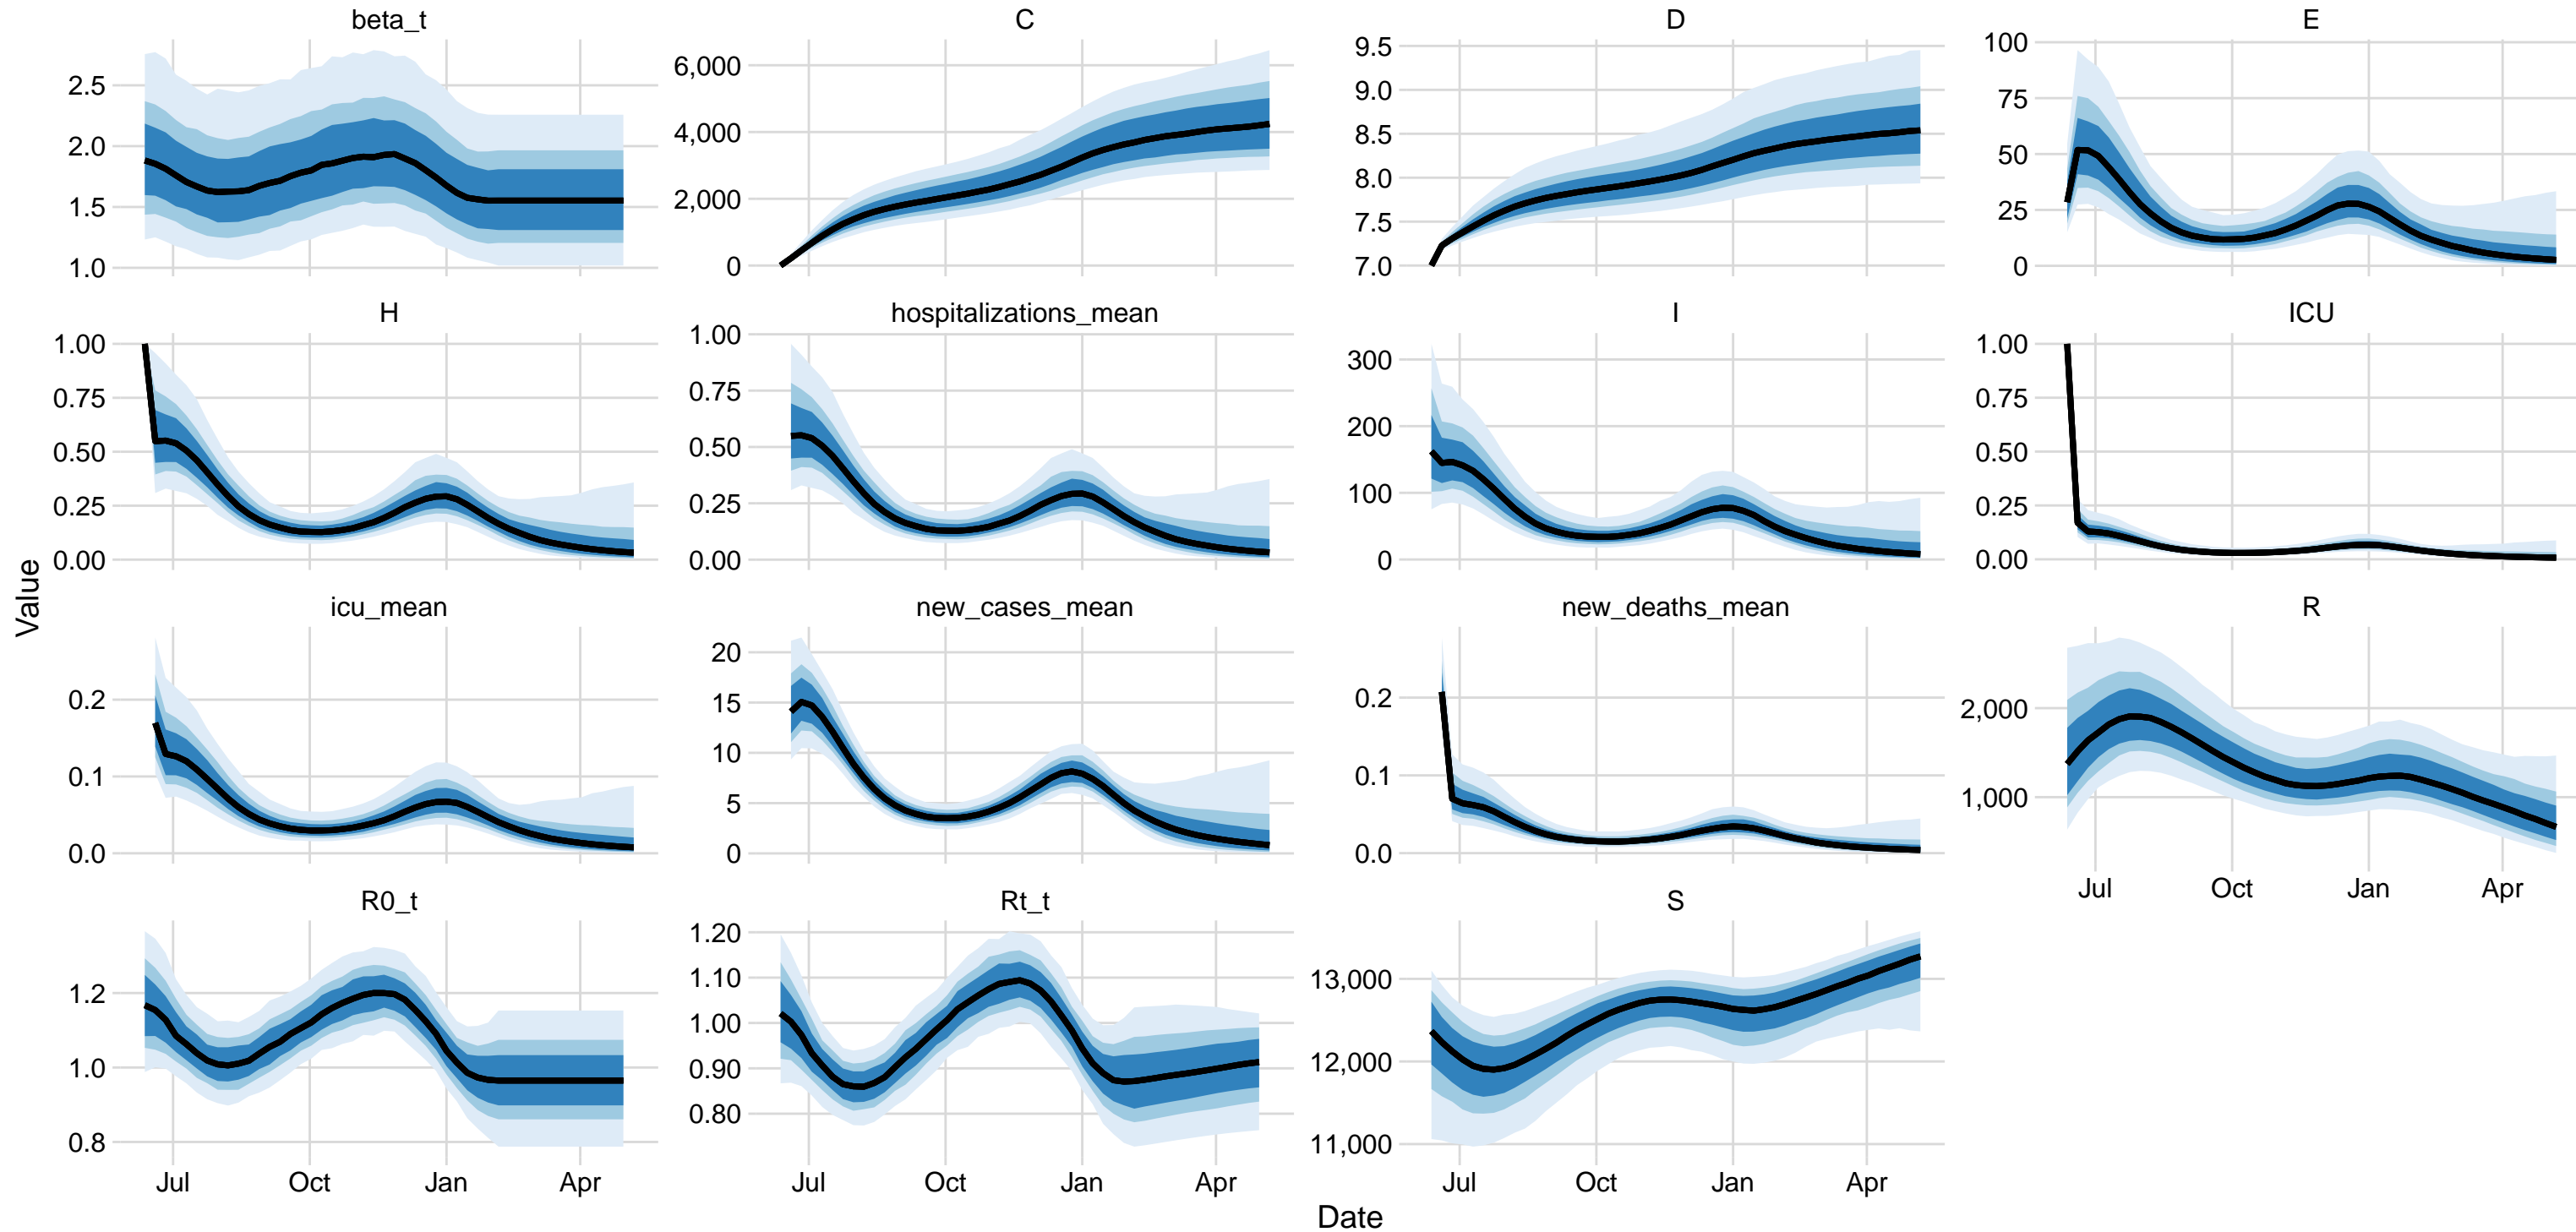 beta_t
C
D
E
2.5
2.0
1.5
1.0
6,000
4,000
2,000
0
9.5
9.0
8.5
8.0
7.5
7.0
100
75
50
25
0
H
hospitalizations_mean
I
ICU
1.00
0.75
0.50
0.25
0.00
1.00
0.75
0.50
0.25
0.00
300
200
100
0
1.00
0.75
0.50
0.25
0.00
Value
icu_mean
new_cases_mean
new_deaths_mean
R
0.2
0.1
0.0
20
15
10
5
0
0.2
0.1
0.0
2,000
1,000
Jul Oct Jan Apr
R0_t
Rt_t
S
1.2
1.0
0.8
1.20
1.10
1.00
0.90
0.80
13,000
12,000
11,000
Jul Oct Jan Apr
Jul Oct Jan Apr
Jul Oct Jan Apr
Date